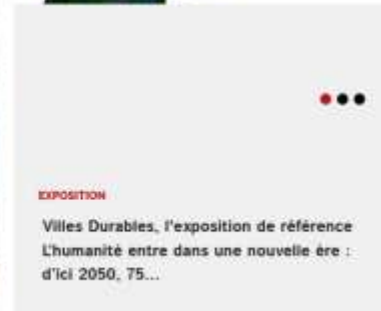 EXPOSITION
Villes Durables, l'exposition de référence
L'humanité entre dans une nouvelle ère :
d'ici 2050, 75...